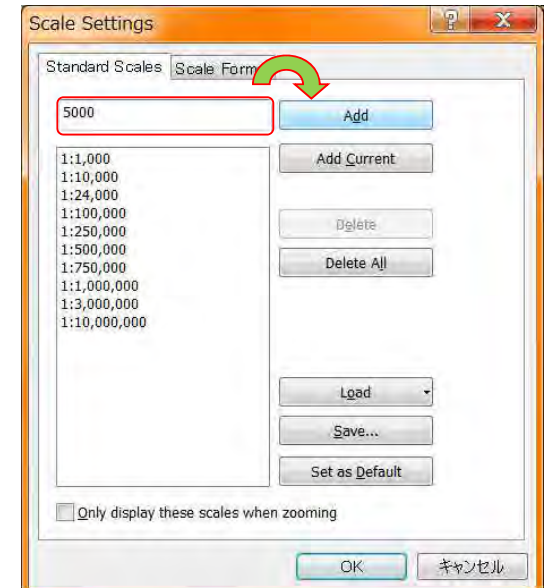 Scale Settings
Standard Scales
Scale Form
5000
Add
1:1,000
1:10,000
1:24,000
1:100,000
1:250,000
1:500,000
1:750,000
1:1,000,000
1:3,000,000
1:10,000,000
Add Current
Delete
Delete All
Load
Save...
Set as Default
Only display these scales when zooming
OK
キャンセル